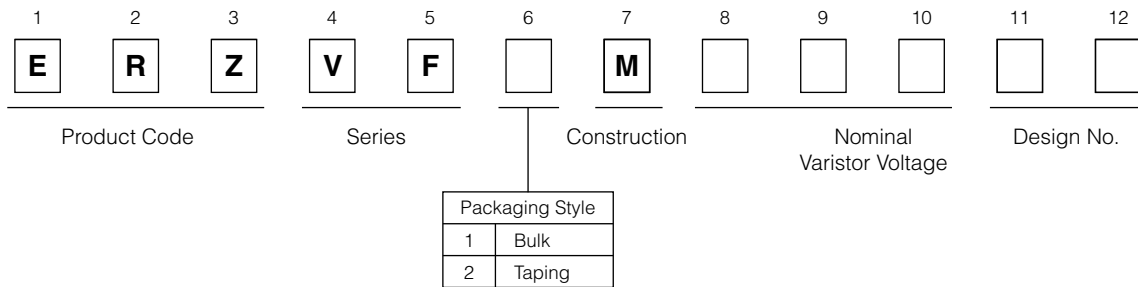 1 2 3 4 5 6 7 8 9 10 11 12
E R Z V F M
Product Code Series Construction Nominal Design No.
Varistor Voltage
Packaging Style
1 Bulk
2 Taping